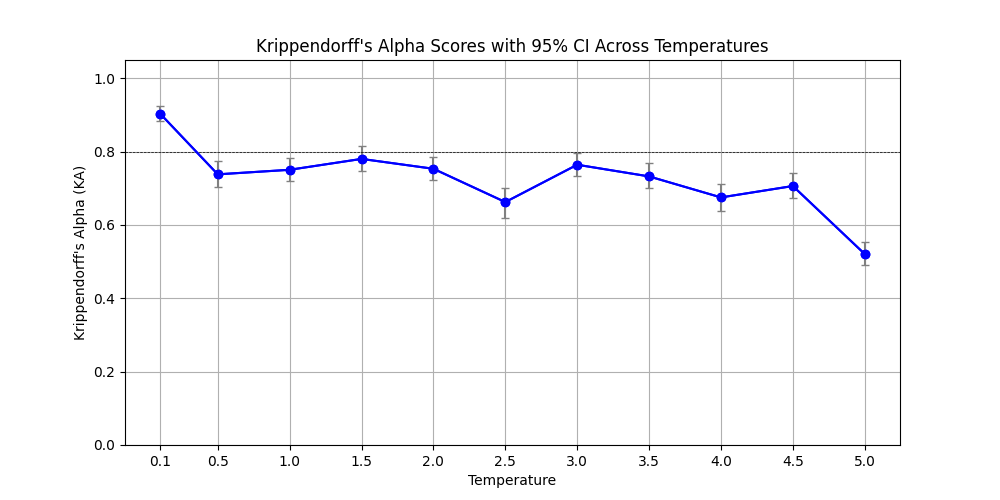 Krippendorff's Alpha Scores with 95% CI Across Temperatures
Krippendorff's Alpha (KA)
1.0
0.8
0.6
0.4
0.2
0.0
0.1 0.5 1.0 1.5 2.0 2.5 3.0 3.5 4.0 4.5 5.0
Temperature